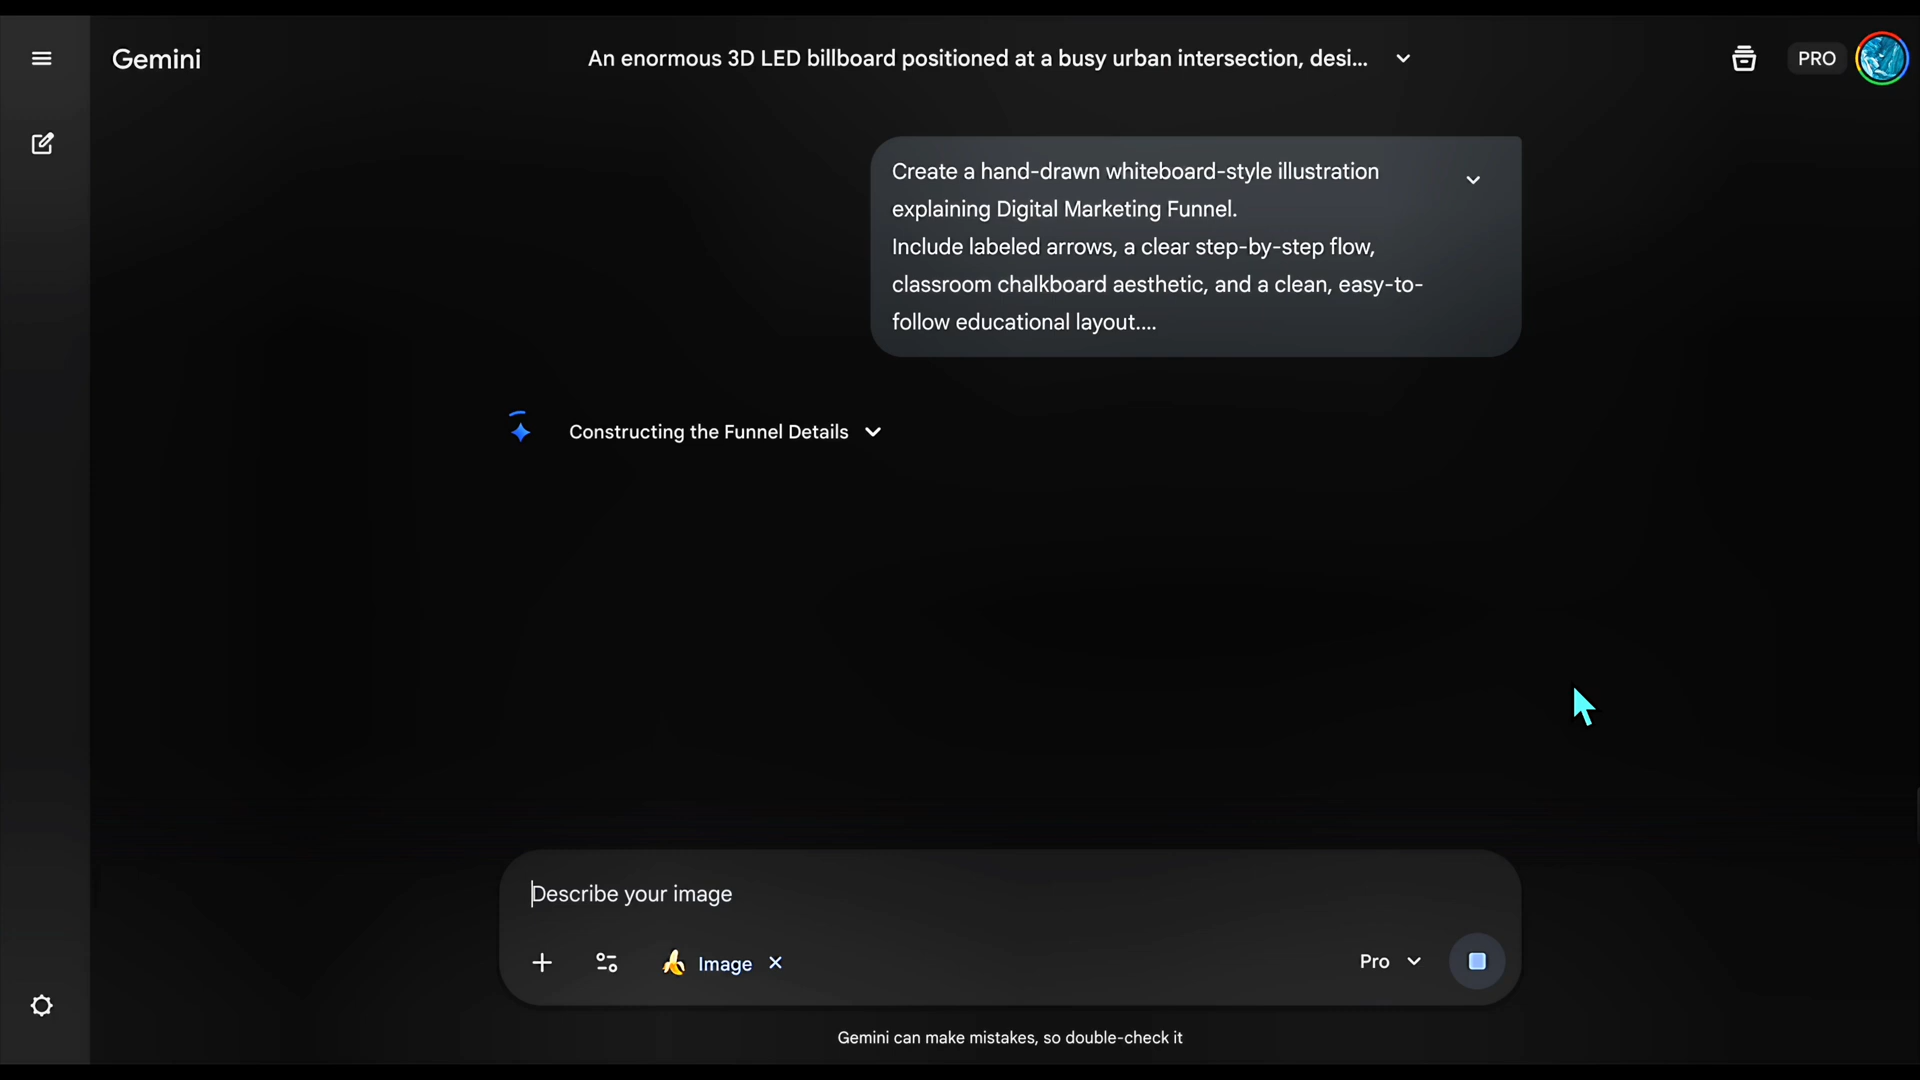 Gemini
An enormous 3D LED billboard positioned at a busy urban intersection, desi...
PRO
Create a hand-drawn whiteboard-style illustration
explaining Digital Marketing Funnel.
Include labeled arrows, a clear step-by-step flow,
classroom chalkboard aesthetic, and a clean, easy-to-
follow educational layout....
Constructing the Funnel Details
Describe your image
Image
Pro
Gemini can make mistakes, so double-check it